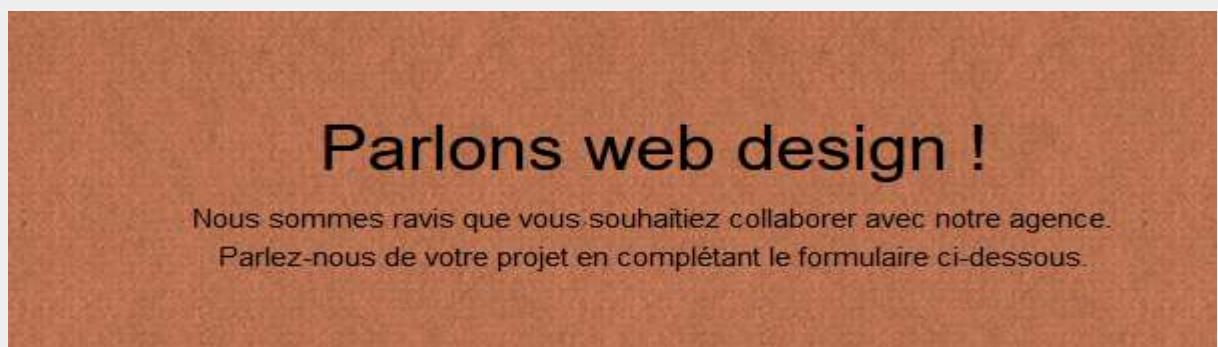 Parlons web design !
Nous sommes ravis que vous souhaitiez collaborer avec notre agence.
Parlez-nous de votre projet en complétant le formulaire ci-dessous.